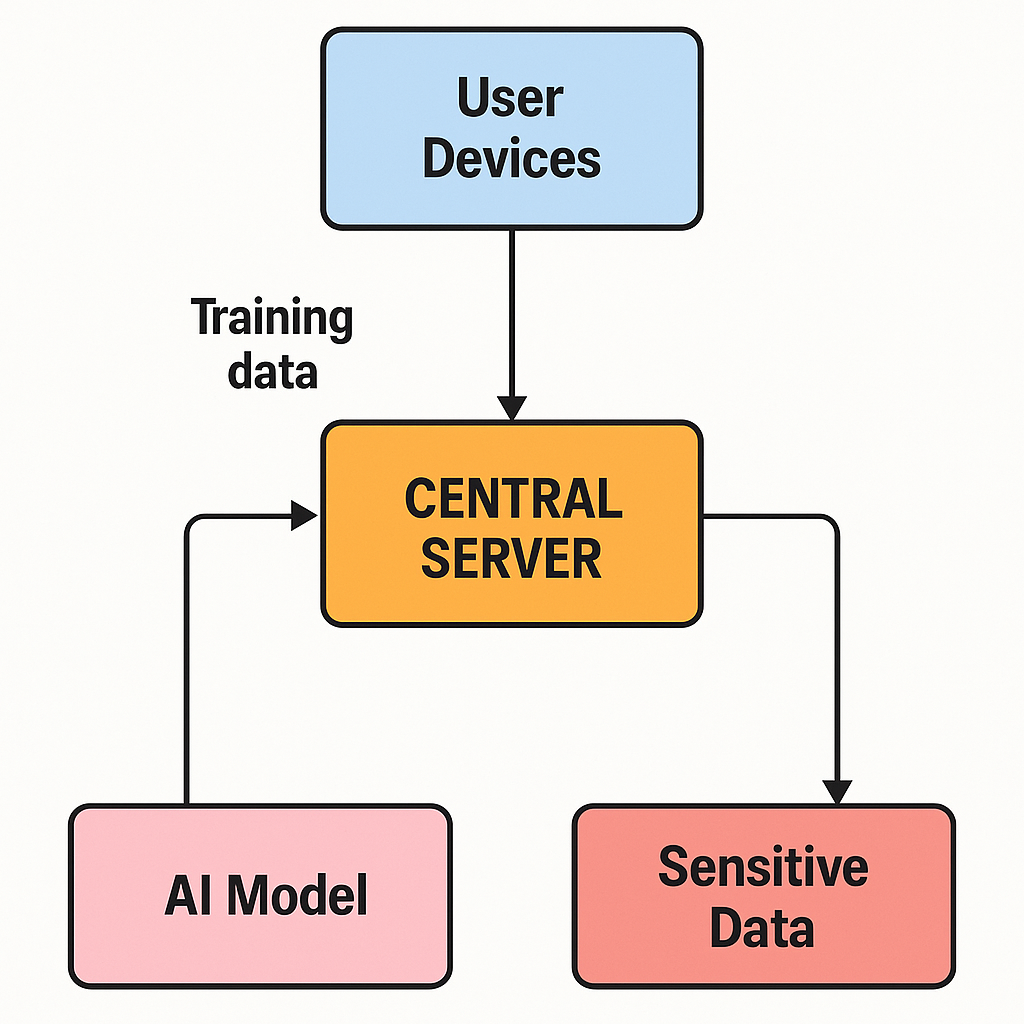 User
Devices
Training
data
CENTRAL
SERVER
AI Model
Sensitive
Data